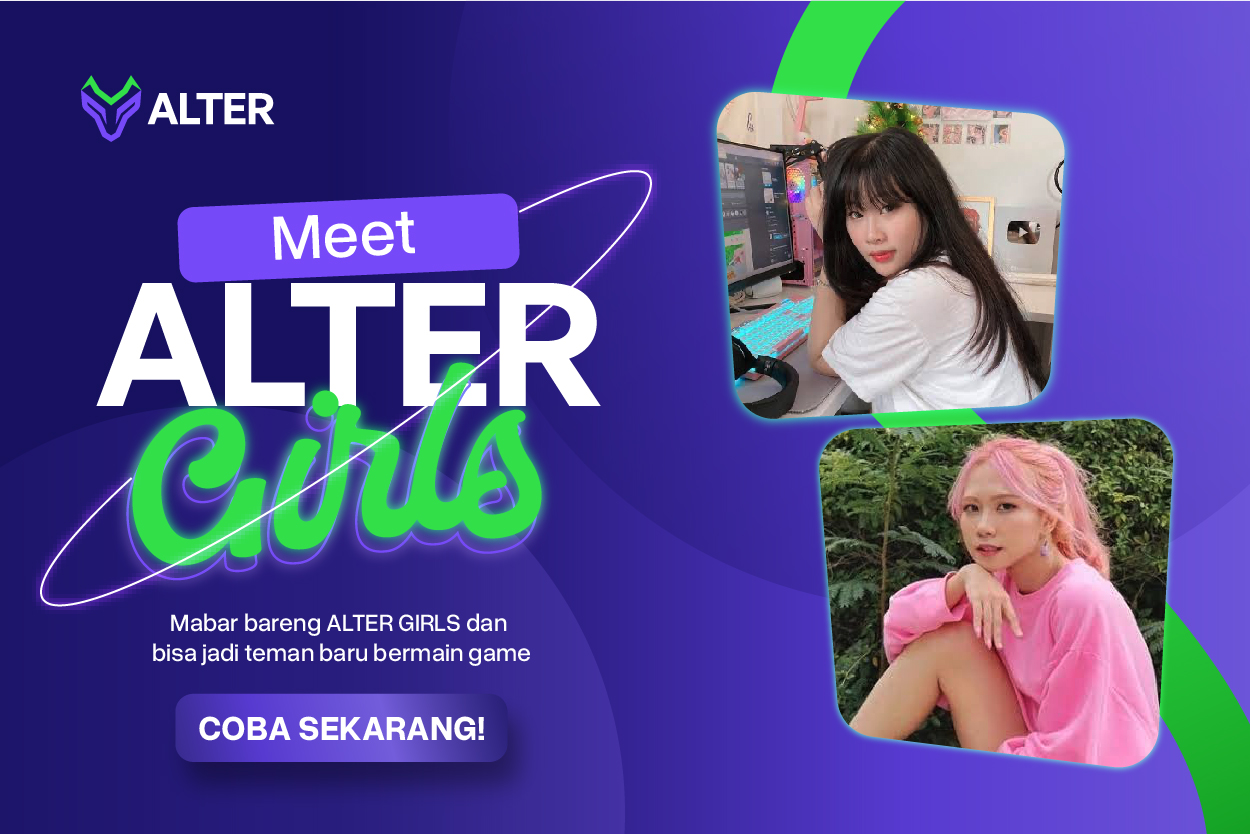 ALTER
Meet
ALTER
Girls
Mabar bareng ALTER GIRLS dan
bisa jadi teman baru bermain game
COBA SEKARANG!